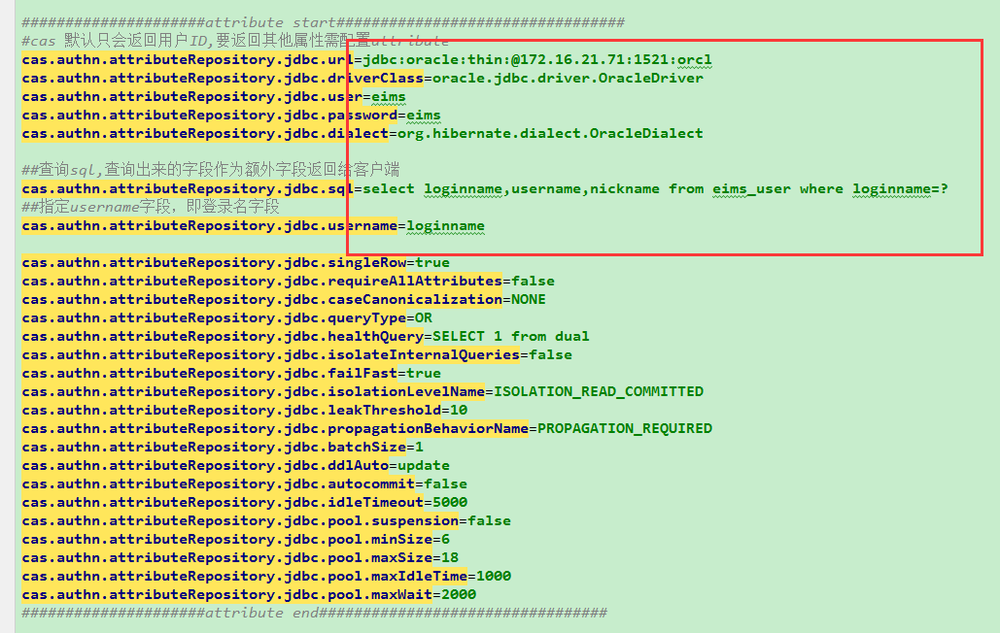 #####################attribute start#################################
#cas 默认只会返回用户ID,要返回其他属性需配置attribute
cas.authn.attributeRepository.jdbc.url=jdbc:oracle:thin:@172.16.21.71:1521:orcl
cas.authn.attributeRepository.jdbc.driverClass=oracle.jdbc.driver.OracleDriver
cas.authn.attributeRepository.jdbc.user=eims
cas.authn.attributeRepository.jdbc.password=eims
cas.authn.attributeRepository.jdbc.dialect=org.hibernate.dialect.OracleDialect
##查询sql,查询出来的字段作为额外字段返回给客户端
cas.authn.attributeRepository.jdbc.sql=select loginname,username,nickname from eims_user where loginname=?
##指定username字段，即登录名字段
cas.authn.attributeRepository.jdbc.username=loginname
cas.authn.attributeRepository.jdbc.singleRow=true
cas.authn.attributeRepository.jdbc.requireAllAttributes=false
cas.authn.attributeRepository.jdbc.caseCanonicalization=NONE
cas.authn.attributeRepository.jdbc.queryType=OR
cas.authn.attributeRepository.jdbc.healthQuery=SELECT 1 from dual
cas.authn.attributeRepository.jdbc.isolateInternalQueries=false
cas.authn.attributeRepository.jdbc.failFast=true
cas.authn.attributeRepository.jdbc.isolationLevelName=ISOLATION_READ_COMMITTED
cas.authn.attributeRepository.jdbc.leakThreshold=10
cas.authn.attributeRepository.jdbc.propagationBehaviorName=PROPAGATION_REQUIRED
cas.authn.attributeRepository.jdbc.batchSize=1
cas.authn.attributeRepository.jdbc.ddlAuto=update
cas.authn.attributeRepository.jdbc.autocommit=false
cas.authn.attributeRepository.jdbc.idleTimeout=5000
cas.authn.attributeRepository.jdbc.pool.suspension=false
cas.authn.attributeRepository.jdbc.pool.minSize=6
cas.authn.attributeRepository.jdbc.pool.maxSize=18
cas.authn.attributeRepository.jdbc.pool.maxIdleTime=1000
cas.authn.attributeRepository.jdbc.pool.maxWait=2000
#####################attribute end#################################